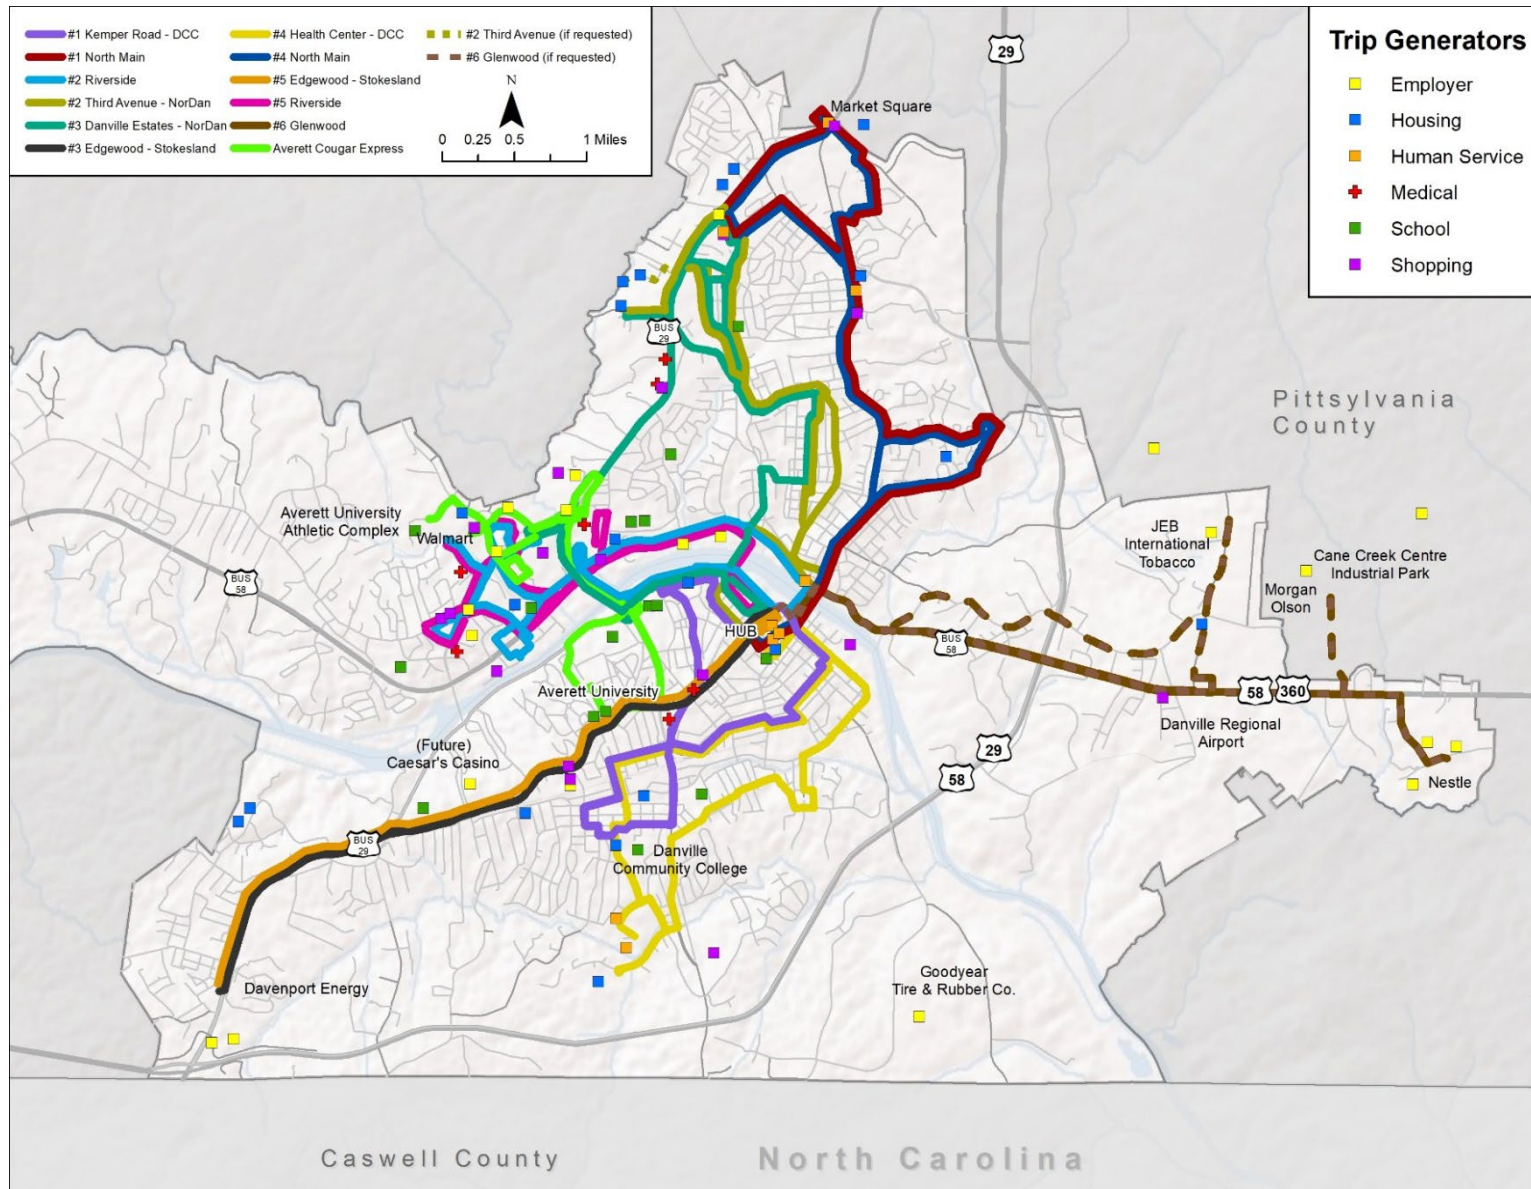 #1 Kemper Road - DCC
#1 North Main
#2 Riverside
#2 Third Avenue - NorDan
#3 Danville Estates - NorDan
#3 Edgewood - Stokesland
#4 Health Center - DCC
#4 North Main
#5 Edgewood - Stokesland
#5 Riverside
#6 Glenwood
Averett Cougar Express
#2 Third Avenue (if requested)
#6 Glenwood (if requested)
N
0 0.25 0.5 1 Miles
Trip Generators
Employer
Housing
Human Service
Medical
School
Shopping
29
Market Square
BUS
29
Pittsylvania
County
Averett University
Athletic Complex
Walmart
JEB
International
Tobacco
Cane Creek Centre
Industrial Park
Morgan
Olson
BUS
58
HUB
BUS
58
Averett University
58
360
Danville Regional
Airport
(Future)
Caesar's Casino
29
58
Nestle
BUS
29
Danville
Community College
Davenport Energy
Goodyear
Tire & Rubber Co.
Caswell County
North Carolina